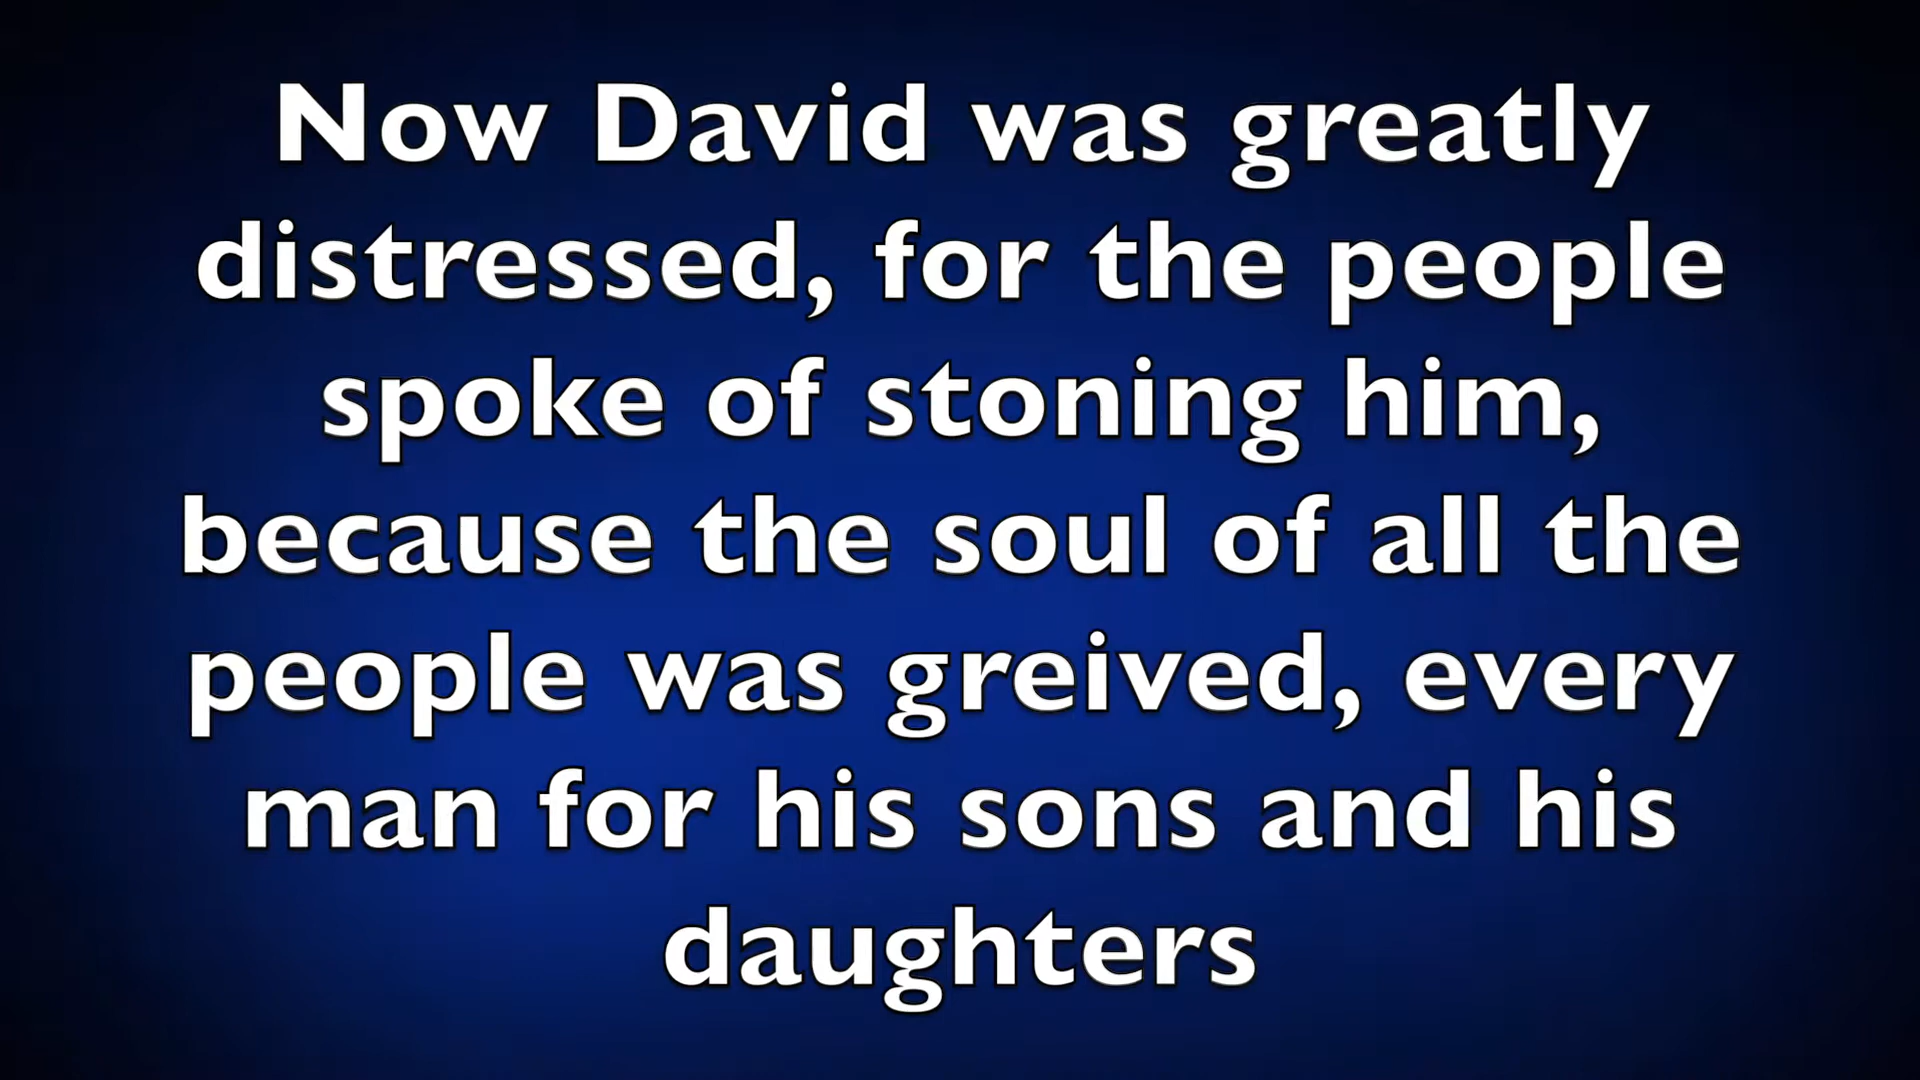 Now David was greatly
distressed, for the people
spoke of stoning him,
because the soul of all the
people was greived, every
man for his sons and his
daughters